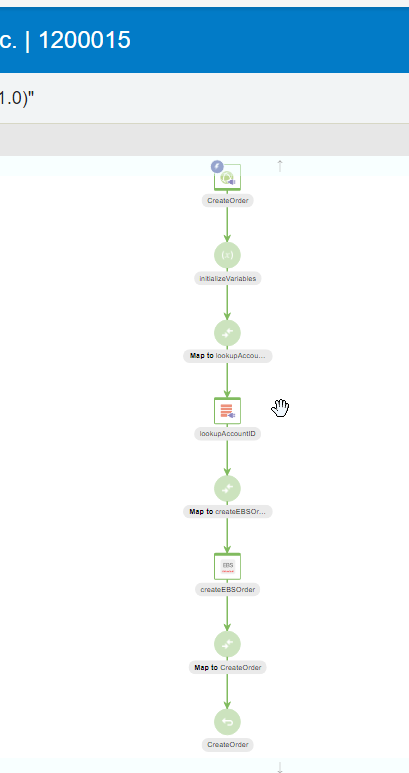 c. | 1200015
1.0)"
CreateOrder
(x)
initializeVariables
Map to lookupAccou...
lookupAccountID
Map to createEBSOr...
EBS
createEBSOrder
Map to CreateOrder
CreateOrder